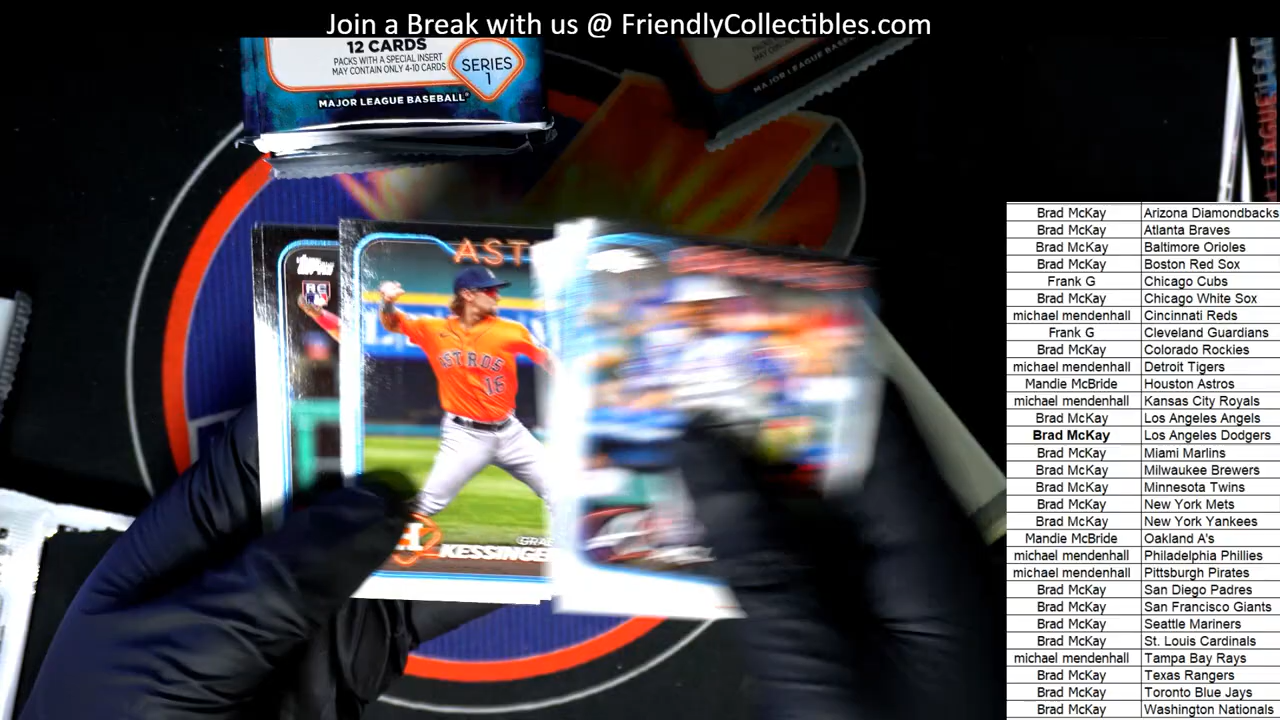 Join a Break with us @ FriendlyCollectibles.com
12 CARDS
PACKS WITH A SPECIAL INSERT
MAY CONTAIN ONLY 4-10 CARDS
SERIES
1
MAJOR LEAGUE BASEBALL
MAJOR LEAGUE BASEBALL
RC
AST
ASTROS
16
KESSINGE
Brad McKay Arizona Diamondbacks
Brad McKay Atlanta Braves
Brad McKay Baltimore Orioles
Brad McKay Boston Red Sox
Frank G Chicago Cubs
Brad McKay Chicago White Sox
michael mendenhall Cincinnati Reds
Frank G Cleveland Guardians
Brad McKay Colorado Rockies
michael mendenhall Detroit Tigers
Mandie McBride Houston Astros
michael mendenhall Kansas City Royals
Brad McKay Los Angeles Angels
Brad McKay Los Angeles Dodgers
Brad McKay Miami Marlins
Brad McKay Milwaukee Brewers
Brad McKay Minnesota Twins
Brad McKay New York Mets
Brad McKay New York Yankees
Mandie McBride Oakland A's
michael mendenhall Philadelphia Phillies
michael mendenhall Pittsburgh Pirates
Brad McKay San Diego Padres
Brad McKay San Francisco Giants
Brad McKay Seattle Mariners
Brad McKay St. Louis Cardinals
michael mendenhall Tampa Bay Rays
Brad McKay Texas Rangers
Brad McKay Toronto Blue Jays
Brad McKay Washington Nationals